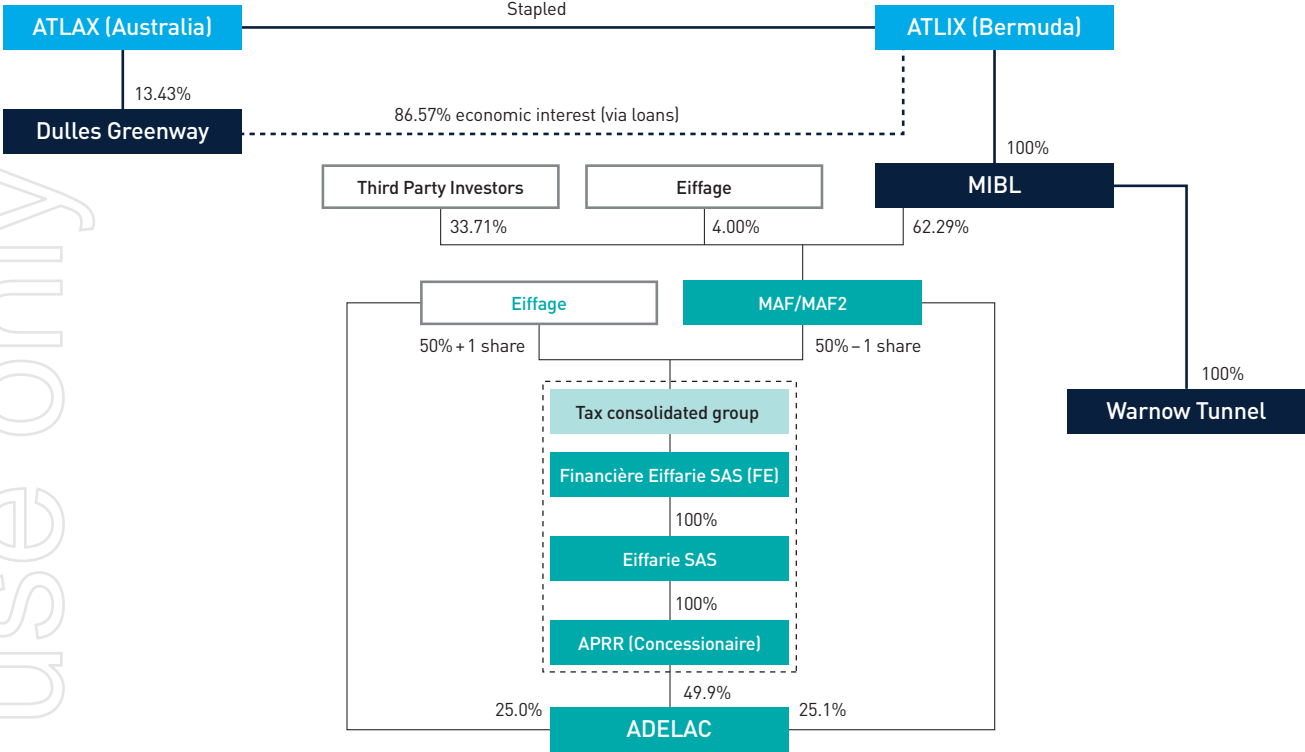 Stapled
ATLAX (Australia)
ATLIX (Bermuda)
13.43%
86.57% economic interest (via loans)
Dulles Greenway
100%
Third Party Investors
Eiffage
MIBL
33.71%
4.00%
62.29%
Eiffage
MAF/MAF2
50% + 1 share
50% – 1 share
100%
Tax consolidated group
Warnow Tunnel
Financière Eiffarie SAS (FE)
100%
Eiffarie SAS
100%
APRR (Concessionaire)
49.9%
25.0%
25.1%
ADELAC
use only